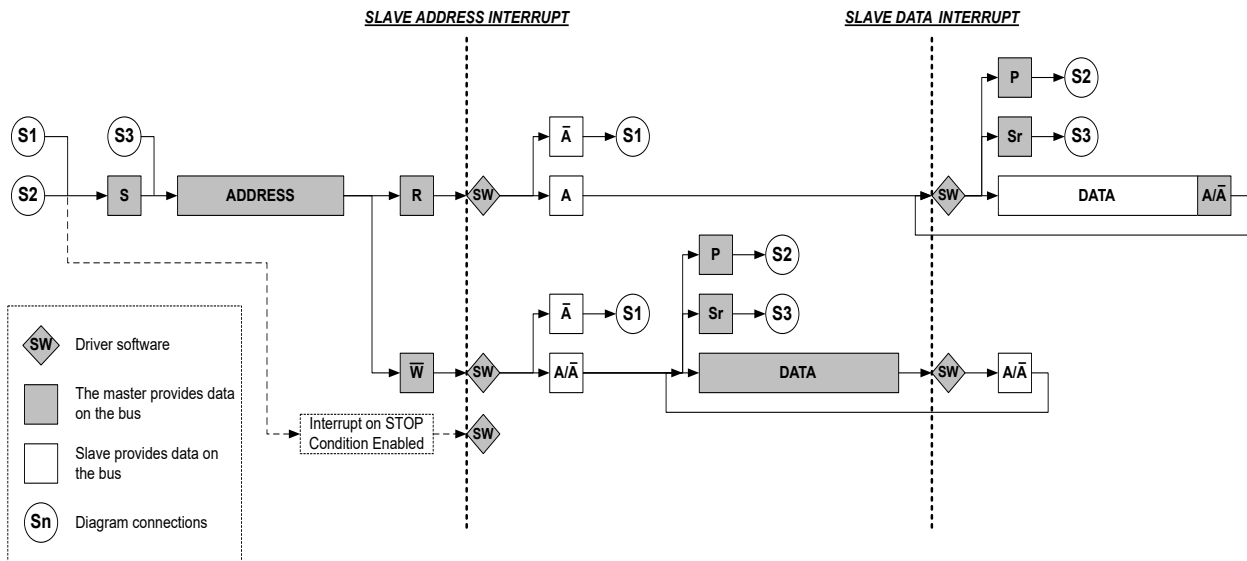 SLAVE ADDRESS INTERRUPT
SLAVE DATA INTERRUPT
P
S2
S1
S3
A̅
S1
Sr
S3
S2
S
ADDRESS
R
SW
A
SW
DATA
A/A̅
P
S2
A̅
S1
Sr
S3
W̅
SW
A/A̅
DATA
SW
A/A̅
Interrupt on STOP
Condition Enabled
SW
SW
Driver software
The master provides data
on the bus
Slave provides data on
the bus
Sn
Diagram connections